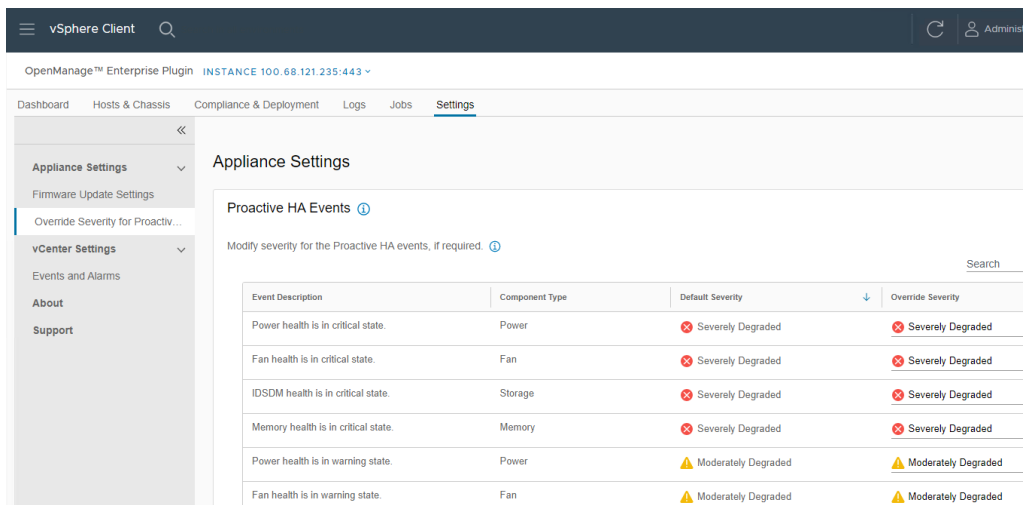 vSphere Client
Adminis
OpenManage™ Enterprise Plugin INSTANCE 100.68.121.235:443
Dashboard Hosts & Chassis Compliance & Deployment Logs Jobs Settings
Appliance Settings
Firmware Update Settings
Override Severity for Proactiv...
vCenter Settings
Events and Alarms
About
Support
Appliance Settings
Proactive HA Events
Modify severity for the Proactive HA events, if required.
Search
Event Description Component Type Default Severity Override Severity
Power health is in critical state. Power Severely Degraded Severely Degraded
Fan health is in critical state. Fan Severely Degraded Severely Degraded
IDSDM health is in critical state. Storage Severely Degraded Severely Degraded
Memory health is in critical state. Memory Severely Degraded Severely Degraded
Power health is in warning state. Power Moderately Degraded Moderately Degraded
Fan health is in warning state. Fan Moderately Degraded Moderately Degraded